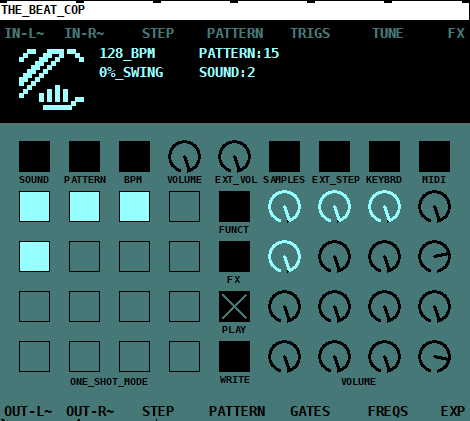 THE_BEAT_COP
IN-L~ IN-R~ STEP PATTERN TRIGS TUNE FX
128_BPM PATTERN:15
0%_SWING SOUND:2
SOUND PATTERN BPM VOLUME EXT_VOL SAMPLES EXT_STEP KEYBRD MIDI
FUNCT
FX
PLAY
WRITE
ONE_SHOT_MODE VOLUME
OUT-L~ OUT-R~ STEP PATTERN GATES FREQS EXP